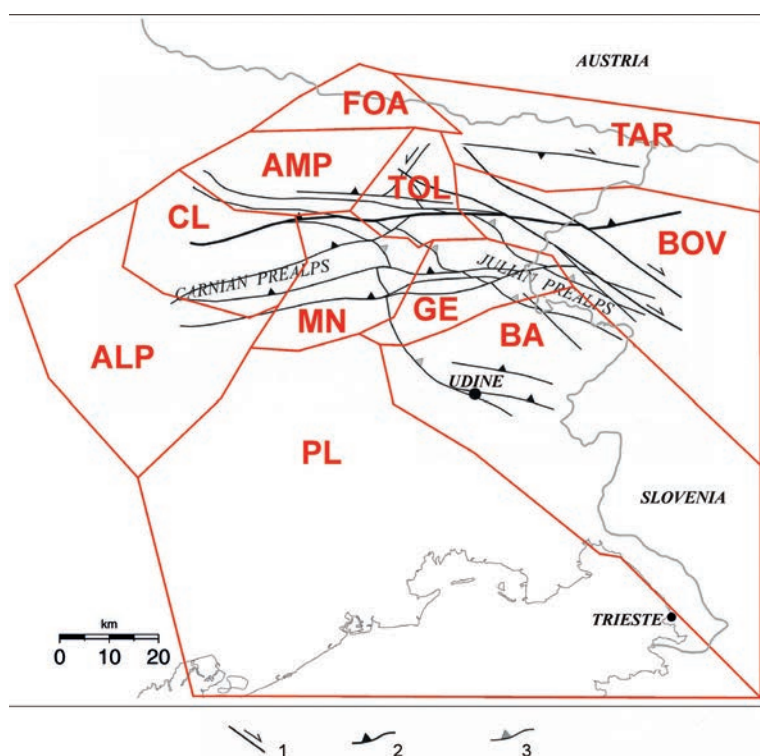 AUSTRIA
FOA
TAR
AMP
TOL
CL
BOV
CARNIAN PREALPS
JULIAN PREALPS
MN
GE
BA
ALP
UDINE
PL
SLOVENIA
TRIESTE
km
0 10 20
1 2 3